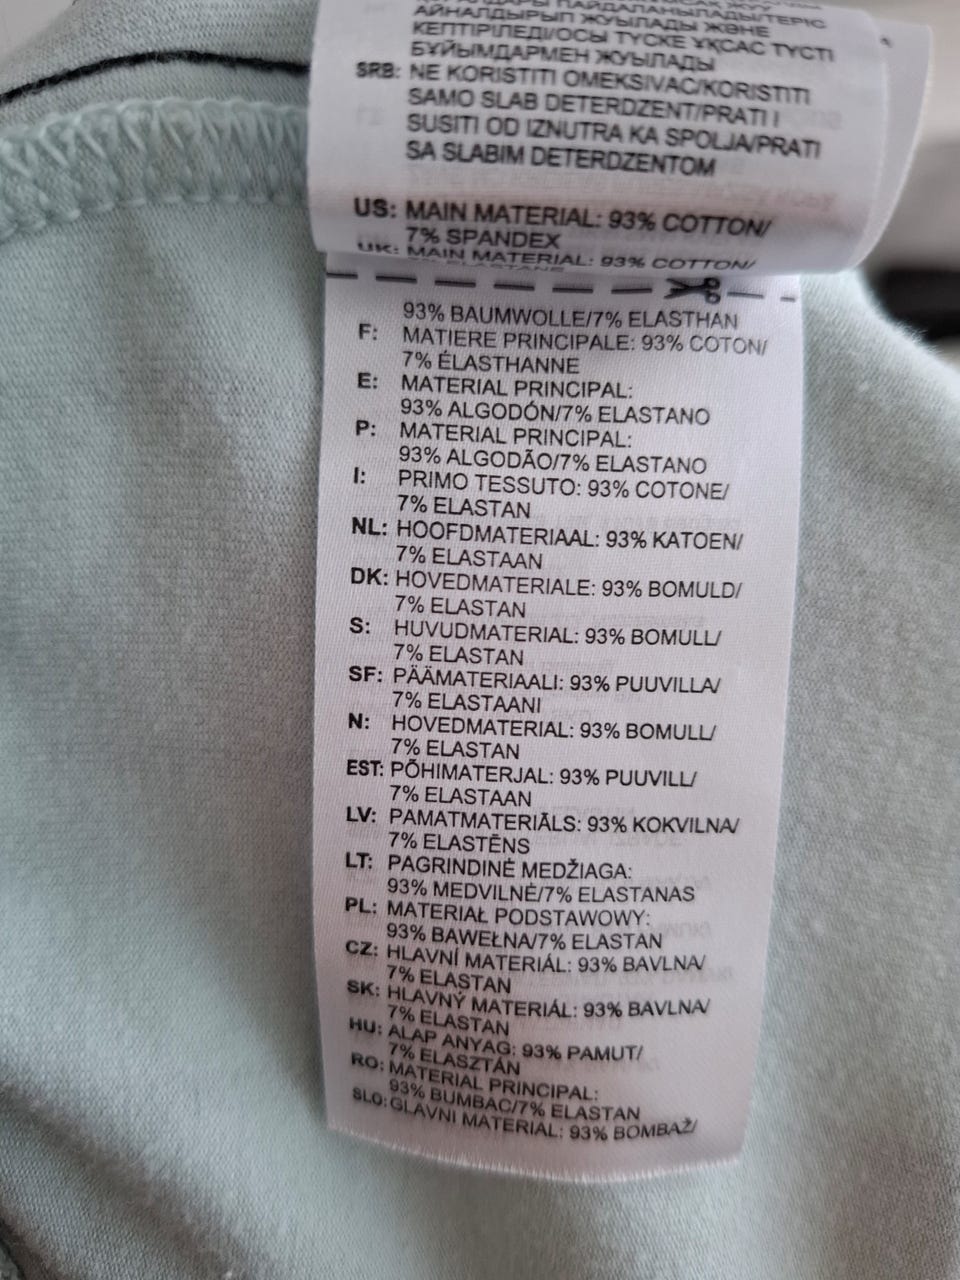 АЙНАЛДЫРЫП ЖУЫЛАДЫ ЖӘНЕ
КЕПТІРІЛЕДІ/ОСЫ ТҮСКЕ ҰҚСАС ТҮСТІ
БҰЙЫМДАРМЕН ЖУЫЛАДЫ
SRB: NE KORISTITI OMEKSIVAC/KORISTITI
SAMO SLAB DETERDZENT/PRATI I
SUSITI OD IZNUTRA KA SPOLJA/PRATI
SA SLABIM DETERDZENTOM
US: MAIN MATERIAL: 93% COTTON/
7% SPANDEX
UK: MAIN MATERIAL: 93% COTTON/
7% ELASTANE
93% BAUMWOLLE/7% ELASTHAN
F: MATIERE PRINCIPALE: 93% COTON/
7% ÉLASTHANNE
E: MATERIAL PRINCIPAL:
93% ALGODÓN/7% ELASTANO
P: MATERIAL PRINCIPAL:
93% ALGODÃO/7% ELASTANO
I: PRIMO TESSUTO: 93% COTONE/
7% ELASTAN
NL: HOOFDMATERIAAL: 93% KATOEN/
7% ELASTAAN
DK: HOVEDMATERIALE: 93% BOMULD/
7% ELASTAN
S: HUVUDMATERIAL: 93% BOMULL/
7% ELASTAN
SF: PÄÄMATERIAALI: 93% PUUVILLA/
7% ELASTAANI
N: HOVEDMATERIAL: 93% BOMULL/
7% ELASTAN
EST: PÕHIMATERJAL: 93% PUUVILL/
7% ELASTAAN
LV: PAMATMATERIĀLS: 93% KOKVILNA/
7% ELASTĒNS
LT: PAGRINDINĖ MEDŽIAGA:
93% MEDVILNĖ/7% ELASTANAS
PL: MATERIAŁ PODSTAWOWY:
93% BAWEŁNA/7% ELASTAN
CZ: HLAVNÍ MATERIÁL: 93% BAVLNA/
7% ELASTAN
SK: HLAVNÝ MATERIÁL: 93% BAVLNA/
7% ELASTAN
HU: ALAP ANYAG: 93% PAMUT/
7% ELASZTÁN
RO: MATERIAL PRINCIPAL:
93% BUMBAC/7% ELASTAN
SLO: GLAVNI MATERIAL: 93% BOMBAŽ/